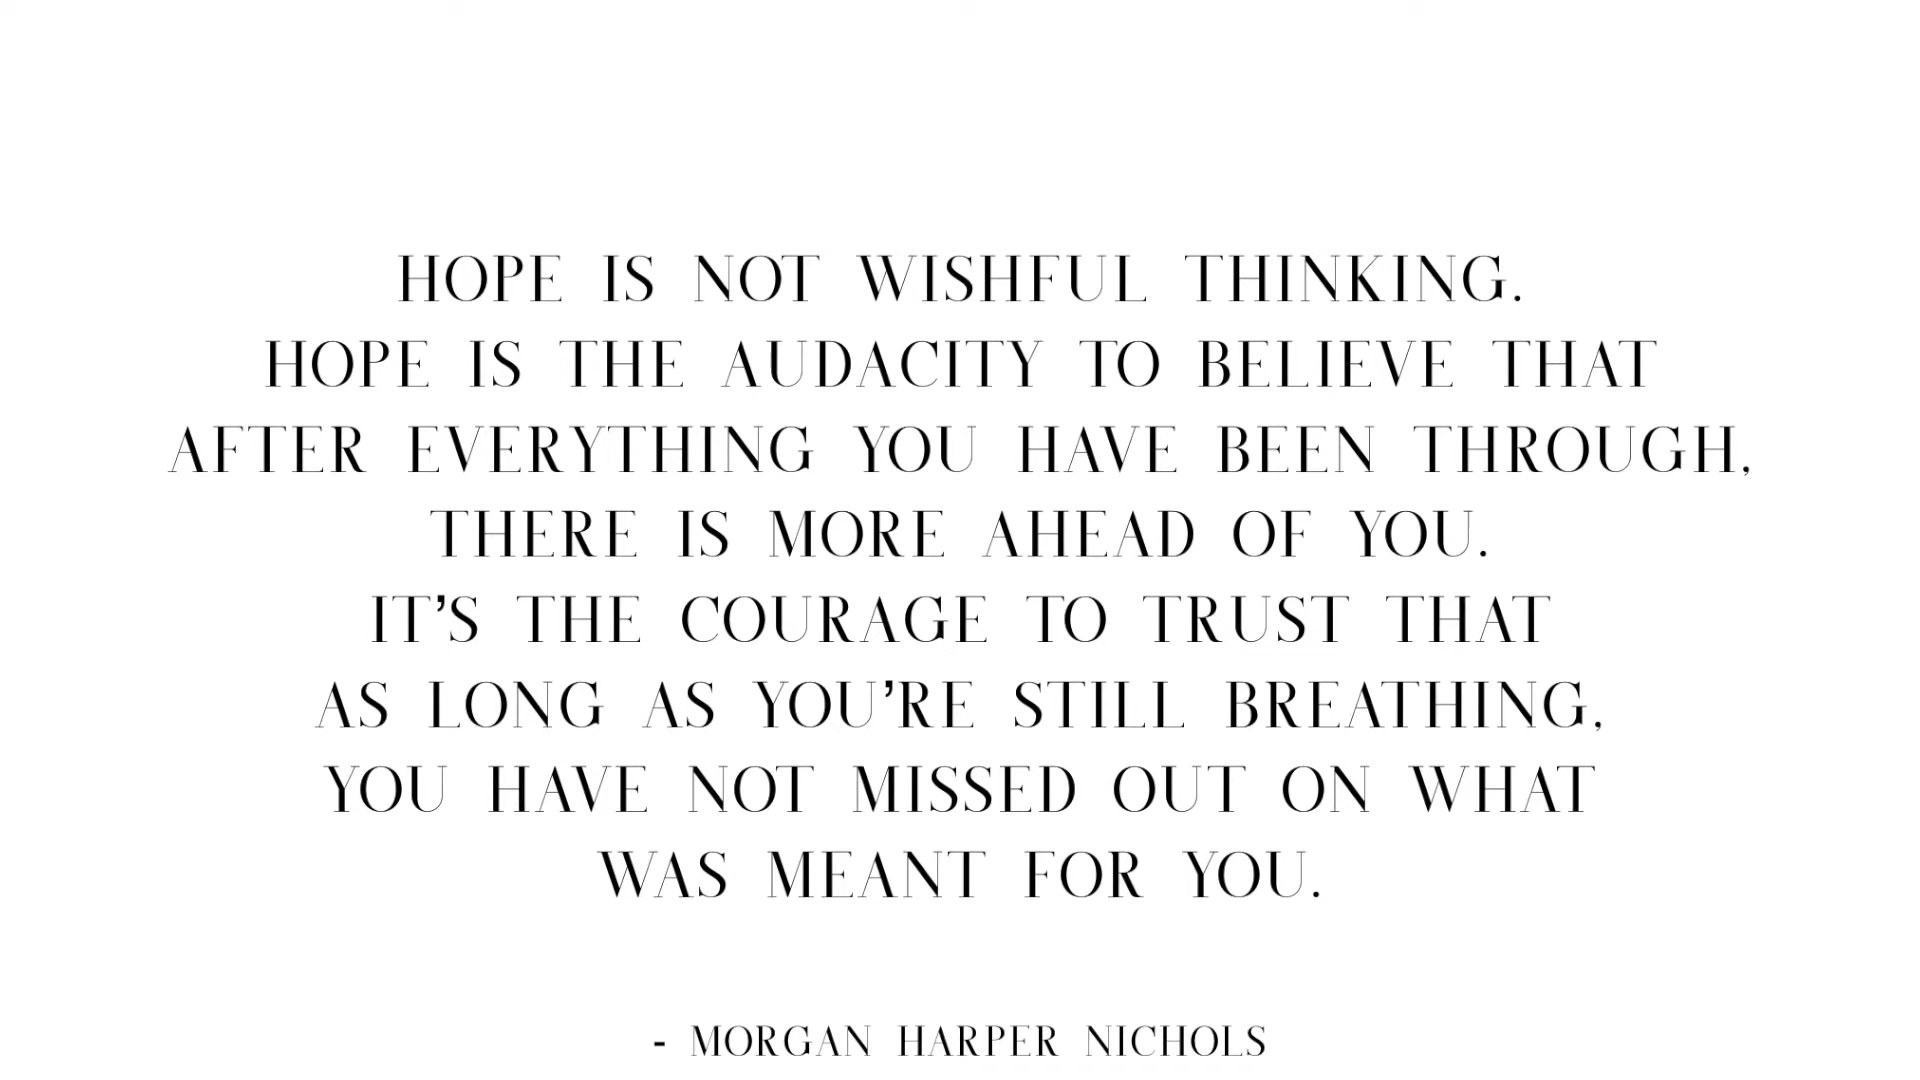 HOPE IS NOT WISHFUL THINKING.
HOPE IS THE AUDACITY TO BELIEVE THAT
AFTER EVERYTHING YOU HAVE BEEN THROUGH,
THERE IS MORE AHEAD OF YOU.
IT’S THE COURAGE TO TRUST THAT
AS LONG AS YOU’RE STILL BREATHING,
YOU HAVE NOT MISSED OUT ON WHAT
WAS MEANT FOR YOU.
- MORGAN HARPER NICHOLS